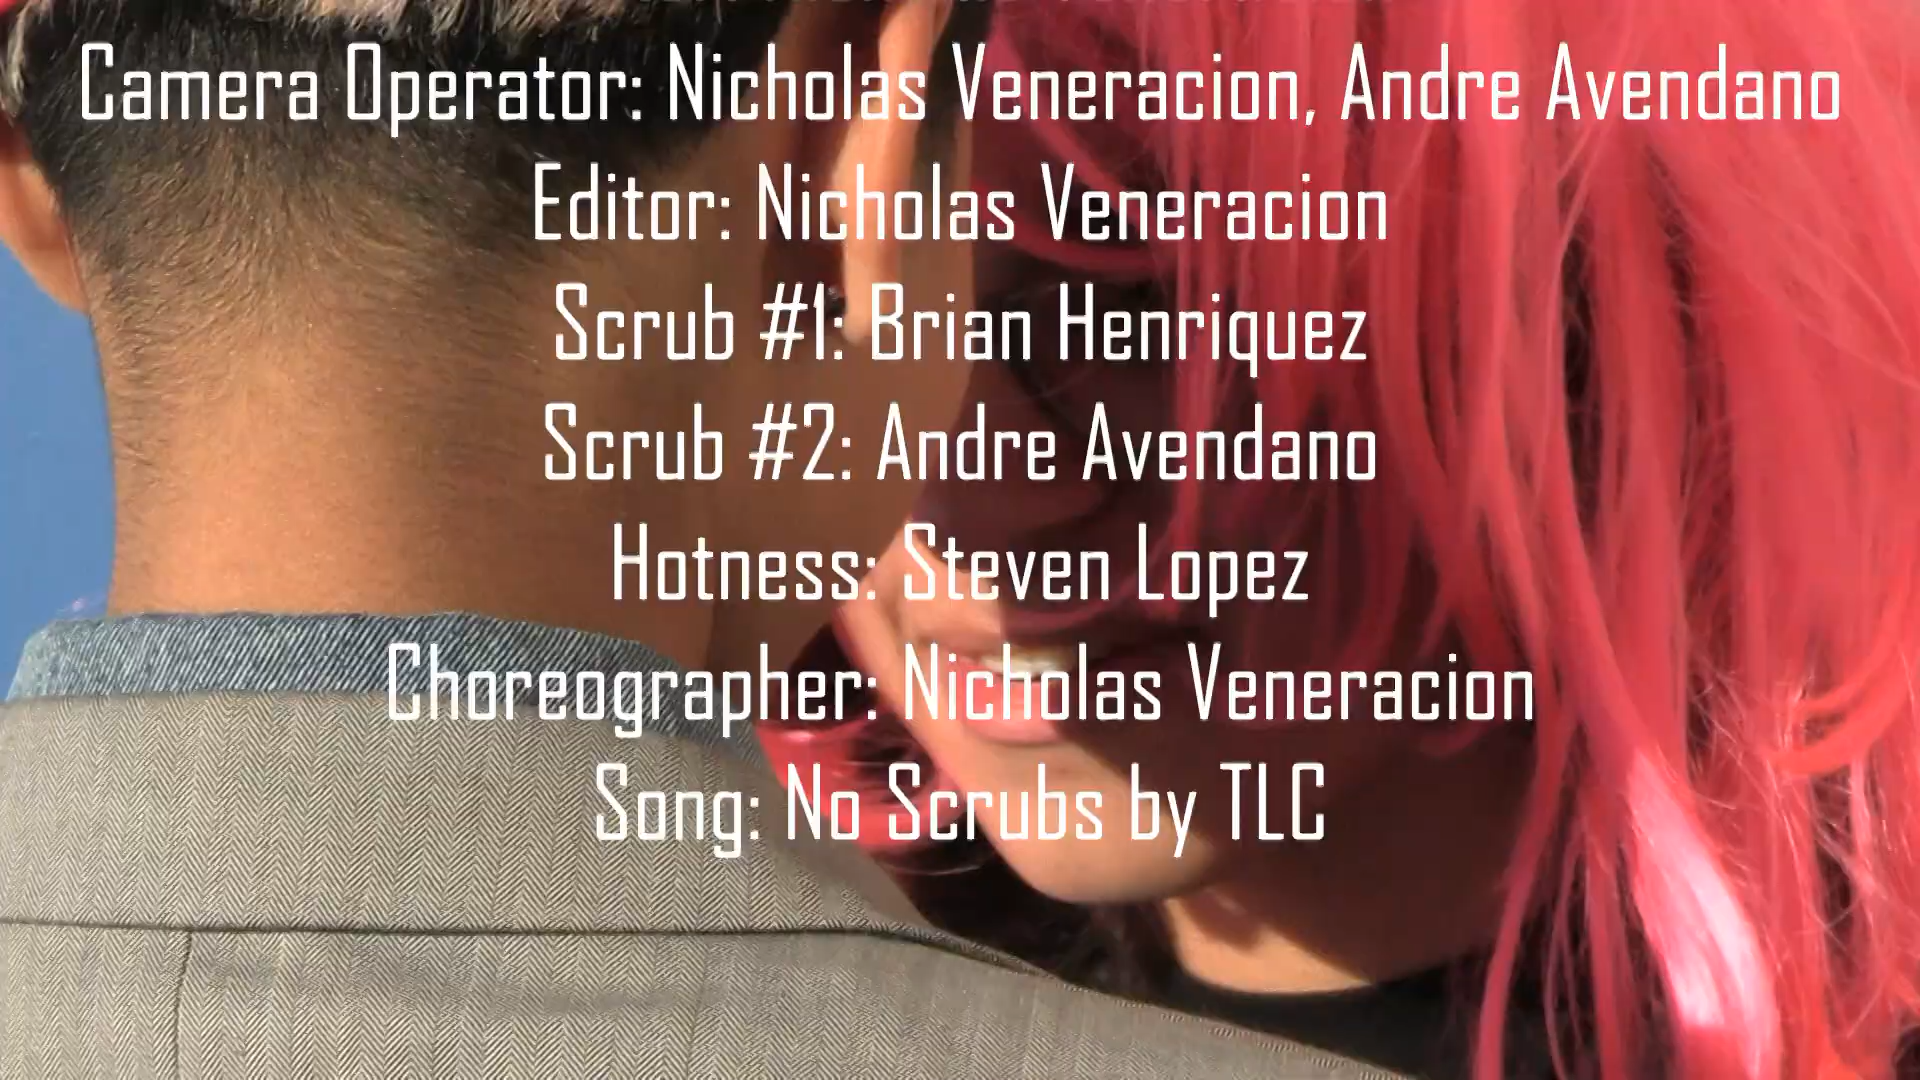 Camera Operator: Nicholas Veneracion, Andre Avendano
Editor: Nicholas Veneracion
Scrub #1: Brian Henriquez
Scrub #2: Andre Avendano
Hotness: Steven Lopez
Choreographer: Nicholas Veneracion
Song: No Scrubs by TLC